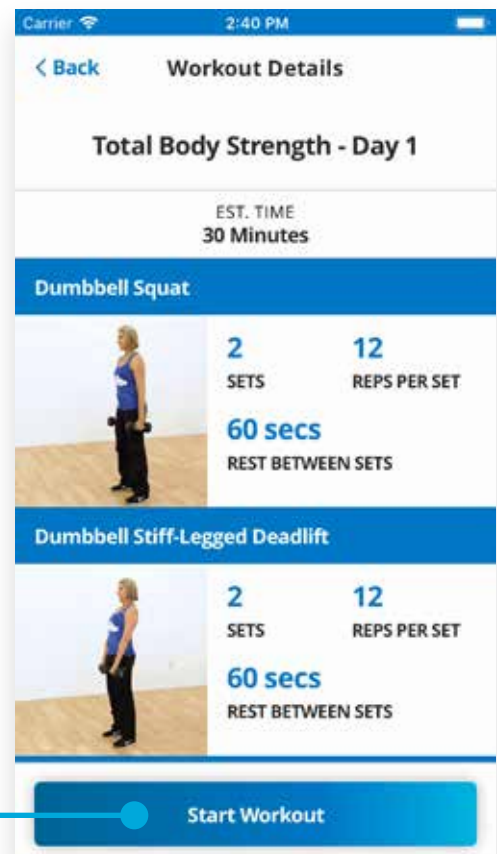 Carrier 2:40 PM
< Back Workout Details
Total Body Strength - Day 1
EST. TIME
30 Minutes
Dumbbell Squat
2 12
SETS REPS PER SET
60 secs
REST BETWEEN SETS
Dumbbell Stiff-Legged Deadlift
2 12
SETS REPS PER SET
60 secs
REST BETWEEN SETS
Start Workout